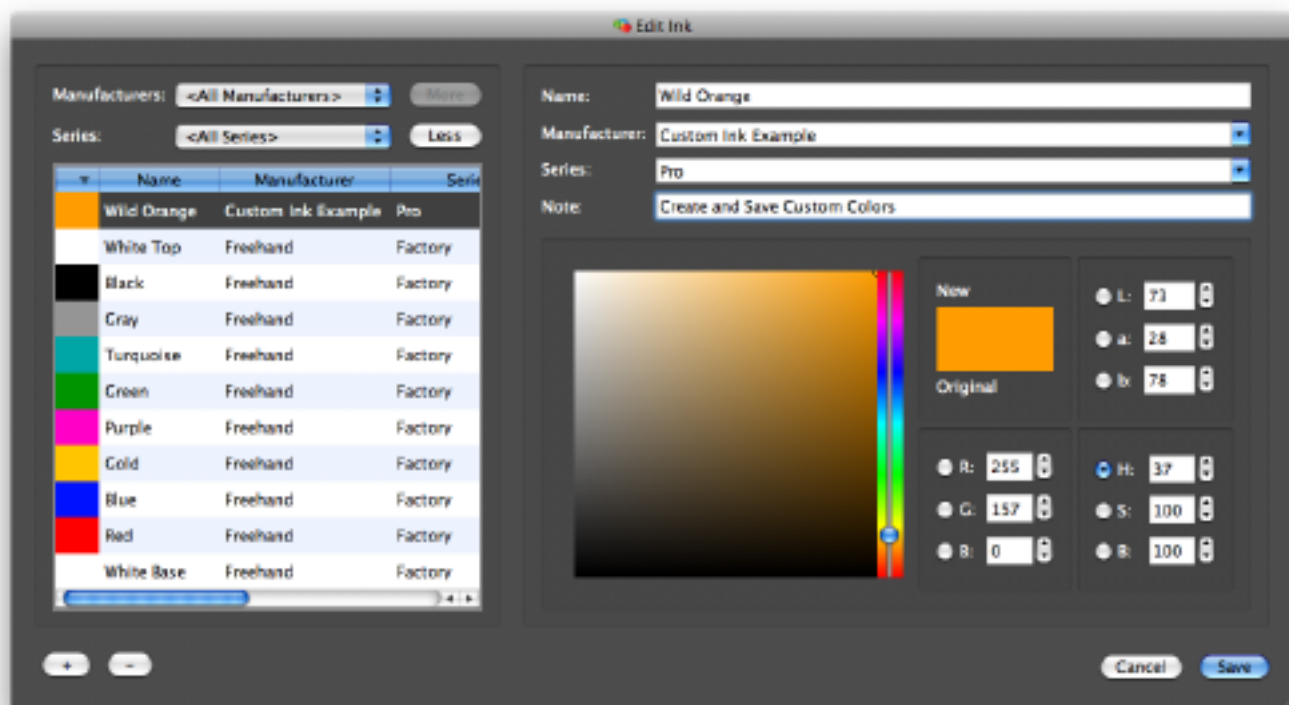 Edit Ink
Manufacturers: <All Manufacturers> More
Series: <All Series> Less
Name Manufacturer Serie
Wild Orange Custom Ink Example Pro
White Top Freehand Factory
Black Freehand Factory
Gray Freehand Factory
Turquoise Freehand Factory
Green Freehand Factory
Purple Freehand Factory
Gold Freehand Factory
Blue Freehand Factory
Red Freehand Factory
White Base Freehand Factory
+ -
Name: Wild Orange
Manufacturer: Custom Ink Example
Series: Pro
Note: Create and Save Custom Colors
New
Original
L: 73
a: 28
b: 78
R: 255
G: 157
B: 0
H: 37
S: 100
B: 100
Cancel Save